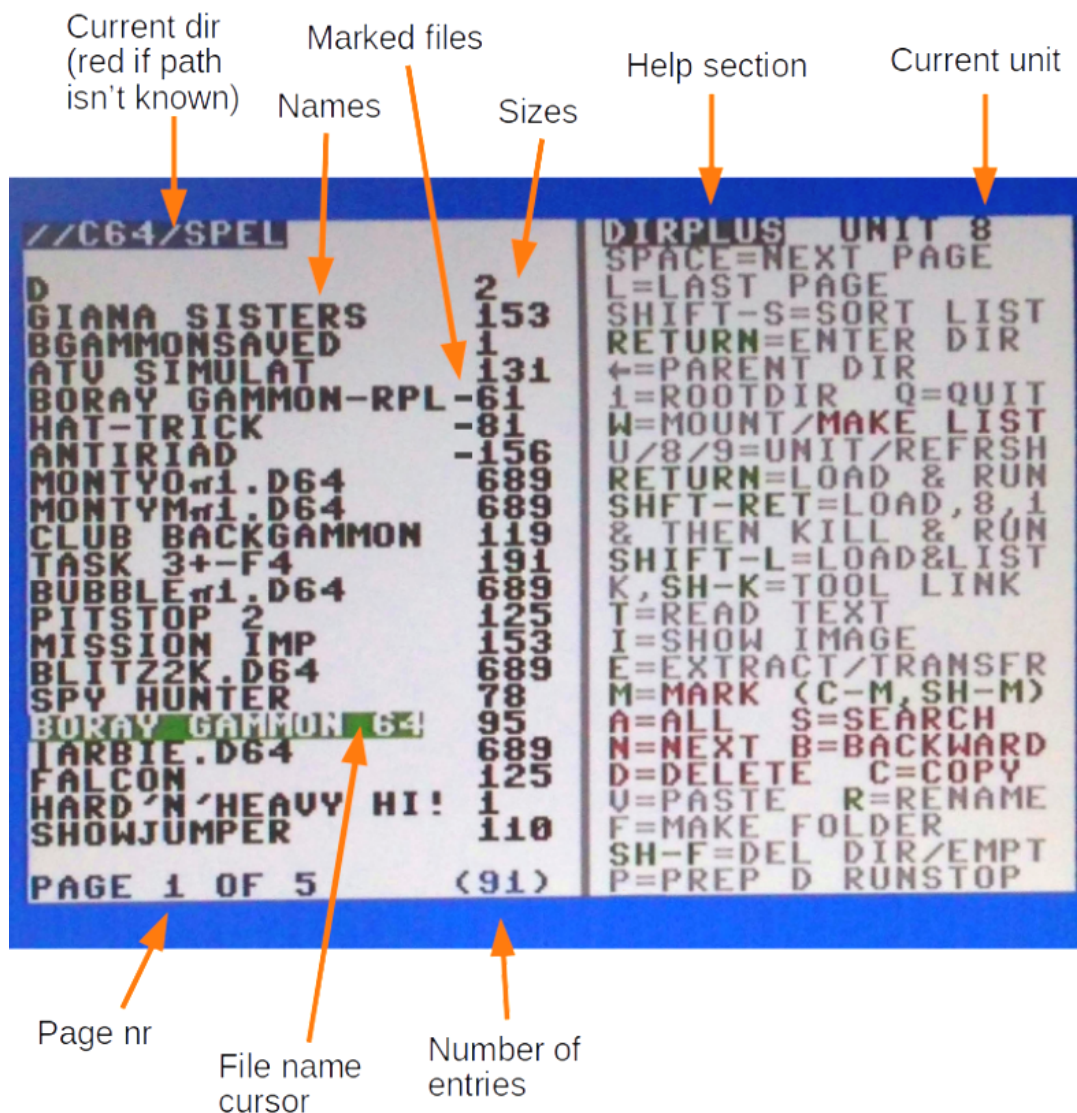 Current dir
(red if path
isn't known)
Names
Marked files
Sizes
Help section
Current unit
//C64/SPEL
D 2
GIANA SISTERS 153
BGAMMONSAVED 1
ATV SIMULAT 131
BORAY GAMMON-RPL -61
HAT-TRICK -81
ANTIRIAD -156
MONTYOπ1.D64 689
MONTYMπ1.D64 689
CLUB BACKGAMMON 119
TASK 3+-F4 191
BUBBLEπ1.D64 689
PITSTOP 2 125
MISSION IMP 153
BLITZ2K.D64 689
SPY HUNTER 78
BORAY GAMMON 64 95
TARBIE.D64 689
FALCON 125
HARD'N'HEAVY HI! 1
SHOWJUMPER 110
PAGE 1 OF 5 (91)
DIRPLUS UNIT 8
SPACE=NEXT PAGE
L=LAST PAGE
SHIFT-S=SORT LIST
RETURN=ENTER DIR
←=PARENT DIR
1=ROOTDIR Q=QUIT
W=MOUNT/MAKE LIST
U/8/9=UNIT/REFRSH
RETURN=LOAD & RUN
SHFT-RET=LOAD,8,1
& THEN KILL & RUN
SHIFT-L=LOAD&LIST
K,SH-K=TOOL LINK
T=READ TEXT
I=SHOW IMAGE
E=EXTRACT/TRANSFR
M=MARK (C-M,SH-M)
A=ALL S=SEARCH
N=NEXT B=BACKWARD
D=DELETE C=COPY
V=PASTE R=RENAME
F=MAKE FOLDER
SH-F=DEL DIR/EMPT
P=PREP D RUNSTOP
Page nr
File name
cursor
Number of
entries